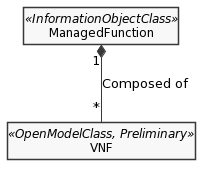 «InformationObjectClass»
ManagedFunction
1
Composed of
*
«OpenModelClass, Preliminary»
VNF